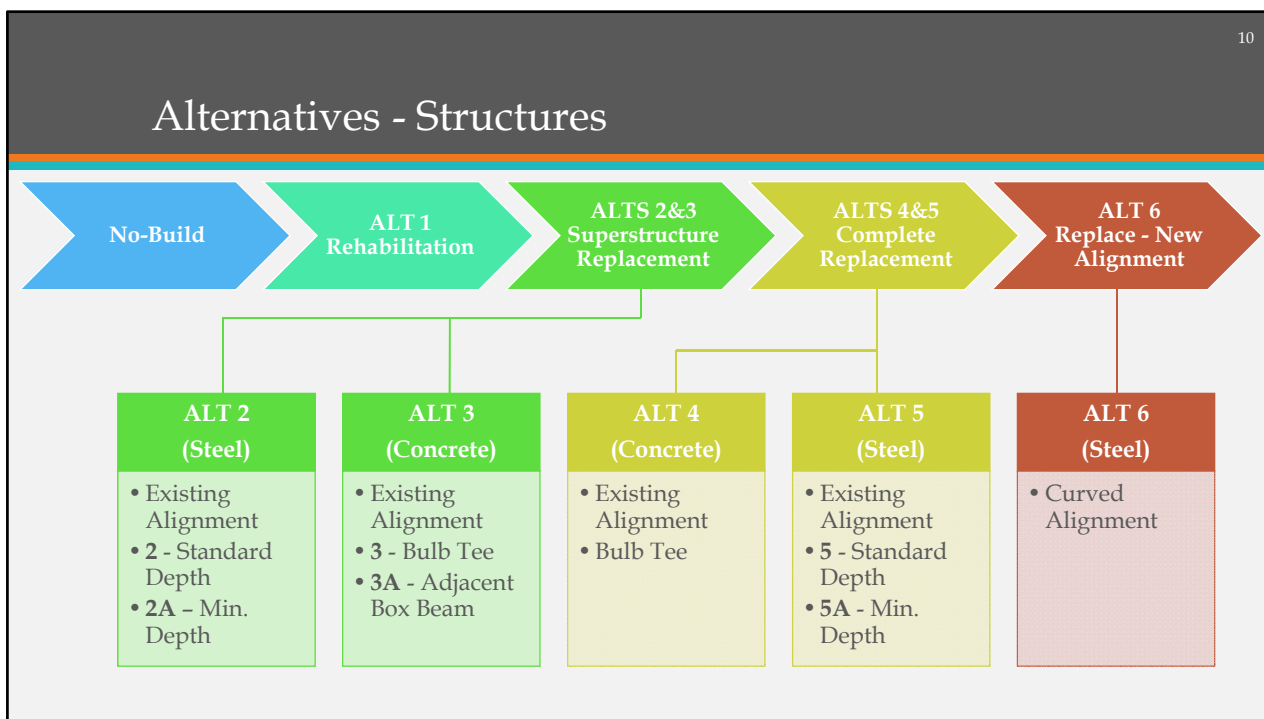 10
Alternatives - Structures
No-Build
ALT 1
Rehabilitation
ALTS 2&3
Superstructure
Replacement
ALTS 4&5
Complete
Replacement
ALT 6
Replace - New
Alignment
ALT 2
(Steel)
• Existing
Alignment
• 2 - Standard
Depth
• 2A – Min.
Depth
ALT 3
(Concrete)
• Existing
Alignment
• 3 - Bulb Tee
• 3A - Adjacent
Box Beam
ALT 4
(Concrete)
• Existing
Alignment
• Bulb Tee
ALT 5
(Steel)
• Existing
Alignment
• 5 - Standard
Depth
• 5A - Min.
Depth
ALT 6
(Steel)
• Curved
Alignment